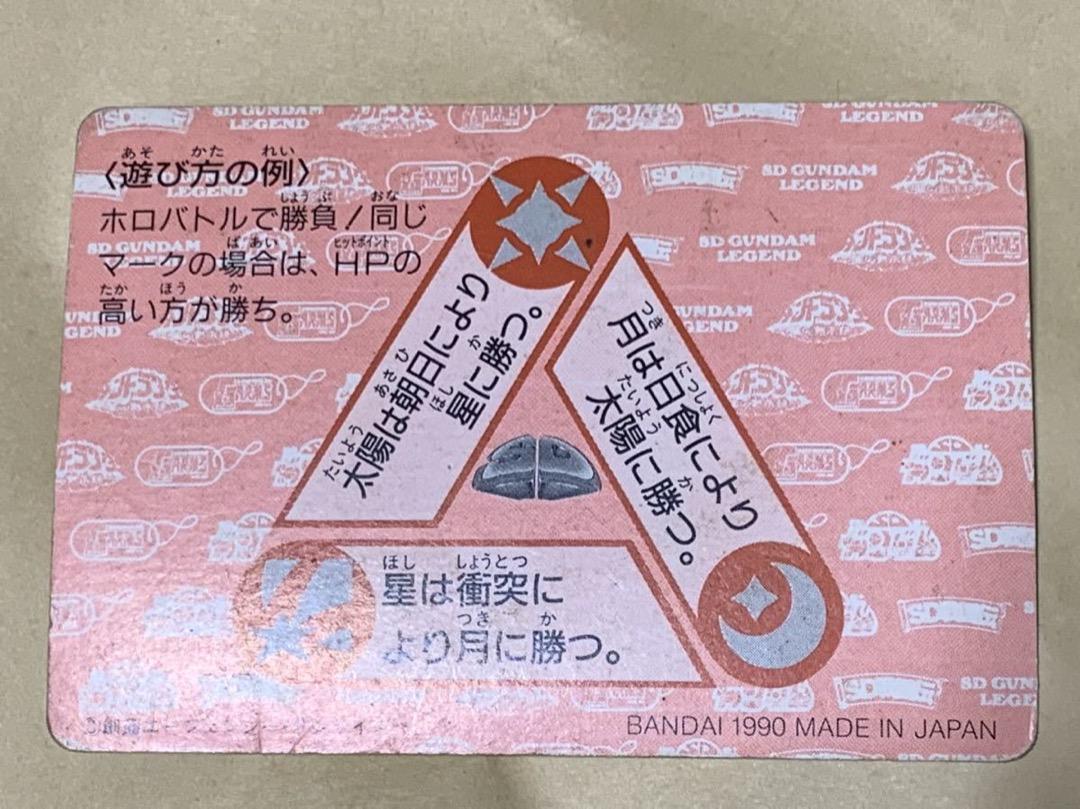 〈遊び方の例〉
ホロバトルで勝負！同じ
マークの場合は、HPの
高い方が勝ち。
太陽は朝日により
星に勝つ。
月は日食により
太陽に勝つ。
星は衝突に
より月に勝つ。
BANDAI 1990 MADE IN JAPAN
SD GUNDAM
LEGEND